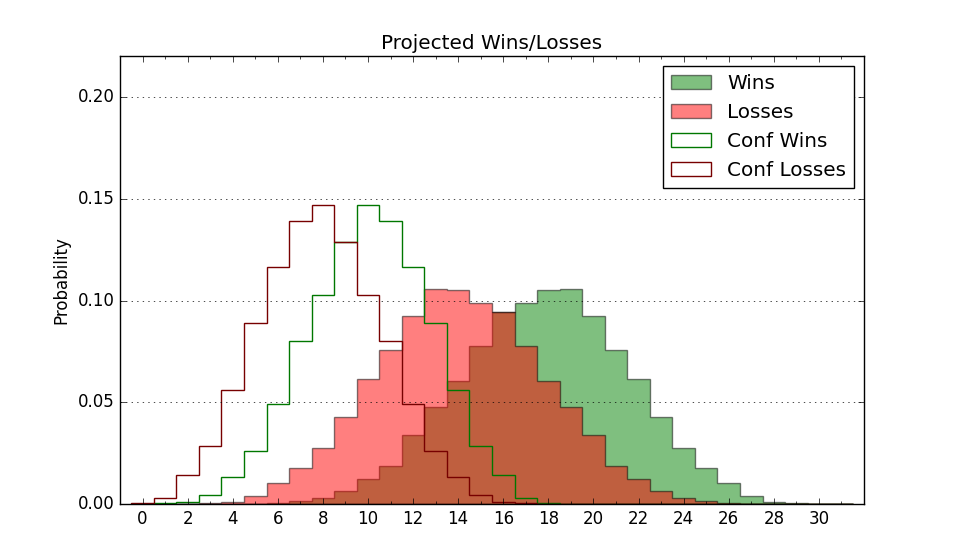 Projected Wins/Losses
Wins
Losses
Conf Wins
Conf Losses
Probability
0.20
0.15
0.10
0.05
0.00
0 2 4 6 8 10 12 14 16 18 20 22 24 26 28 30